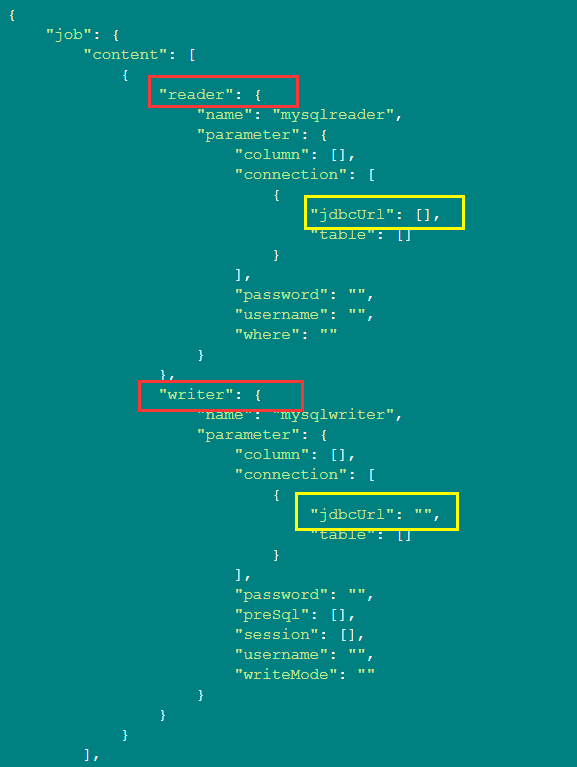 {
    "job": {
        "content": [
            {
                "reader": {
                    "name": "mysqlreader",
                    "parameter": {
                        "column": [],
                        "connection": [
                            {
                                "jdbcUrl": [],
                                "table": []
                            }
                        ],
                        "password": "",
                        "username": "",
                        "where": ""
                    }
                },
                "writer": {
                    "name": "mysqlwriter",
                    "parameter": {
                        "column": [],
                        "connection": [
                            {
                                "jdbcUrl": "",
                                "table": []
                            }
                        ],
                        "password": "",
                        "preSql": [],
                        "session": [],
                        "username": "",
                        "writeMode": ""
                    }
                }
            }
        ],